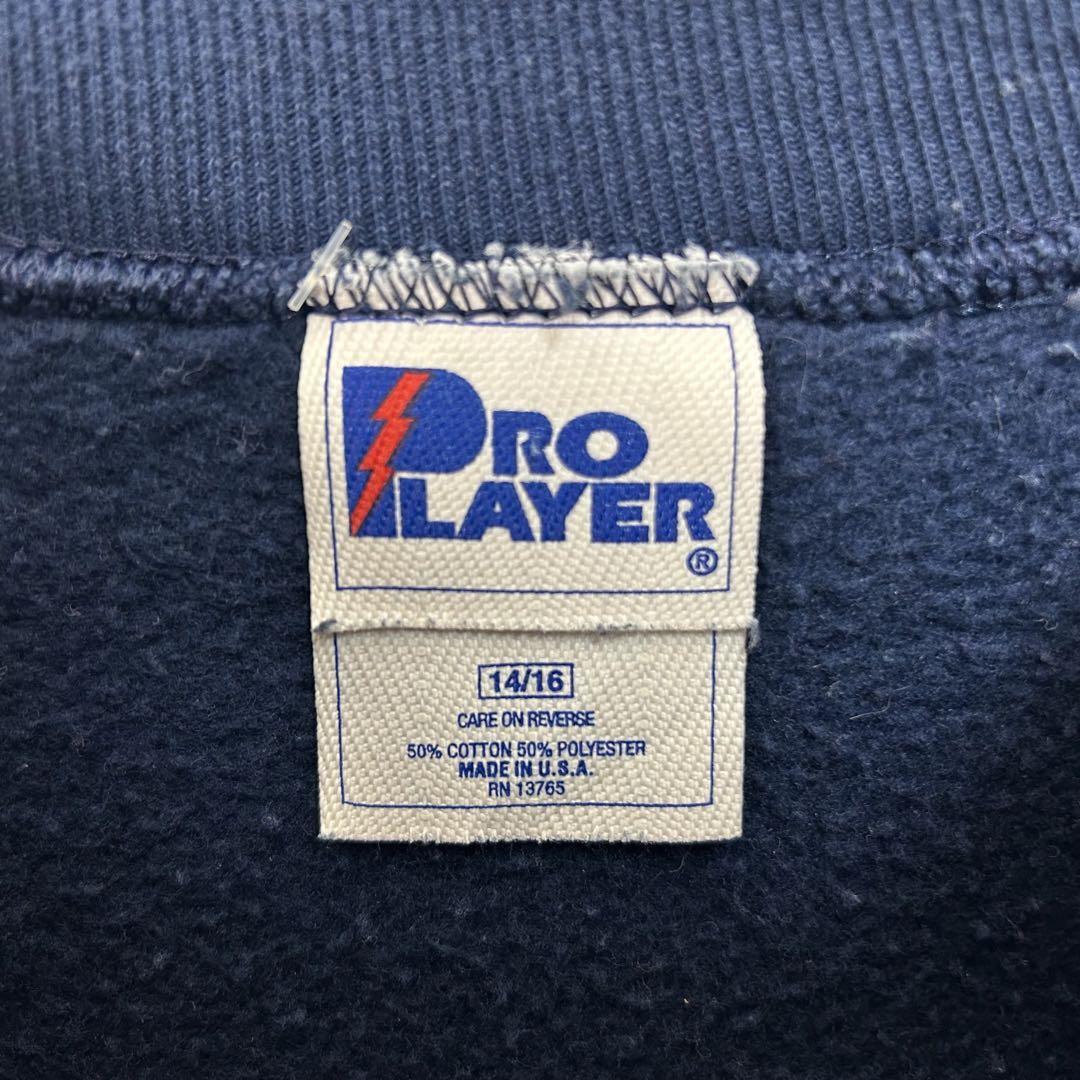 PRO
PLAYER
®
14/16
CARE ON REVERSE
50% COTTON 50% POLYESTER
MADE IN U.S.A.
RN 13765